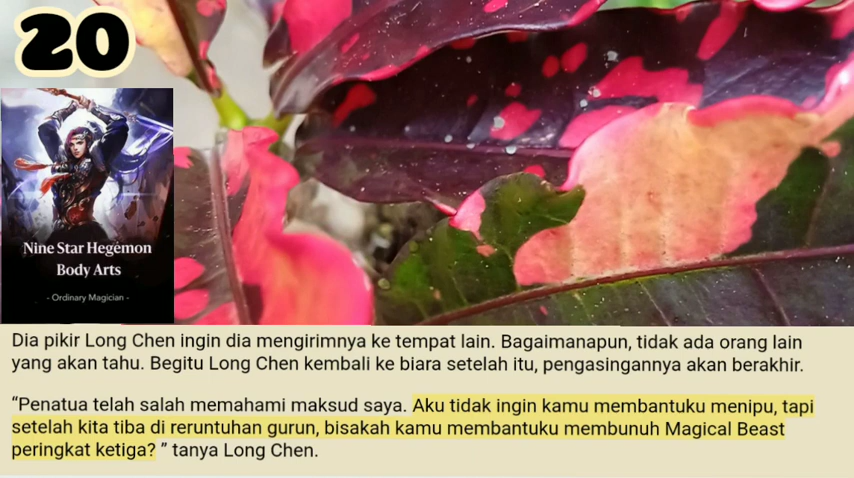 20
Nine Star Hegemon
Body Arts
- Ordinary Magician -
Dia pikir Long Chen ingin dia mengirimnya ke tempat lain. Bagaimanapun, tidak ada orang lain
yang akan tahu. Begitu Long Chen kembali ke biara setelah itu, pengasingannya akan berakhir.
“Penatua telah salah memahami maksud saya. Aku tidak ingin kamu membantuku menipu, tapi
setelah kita tiba di reruntuhan gurun, bisakah kamu membantuku membunuh Magical Beast
peringkat ketiga? ” tanya Long Chen.